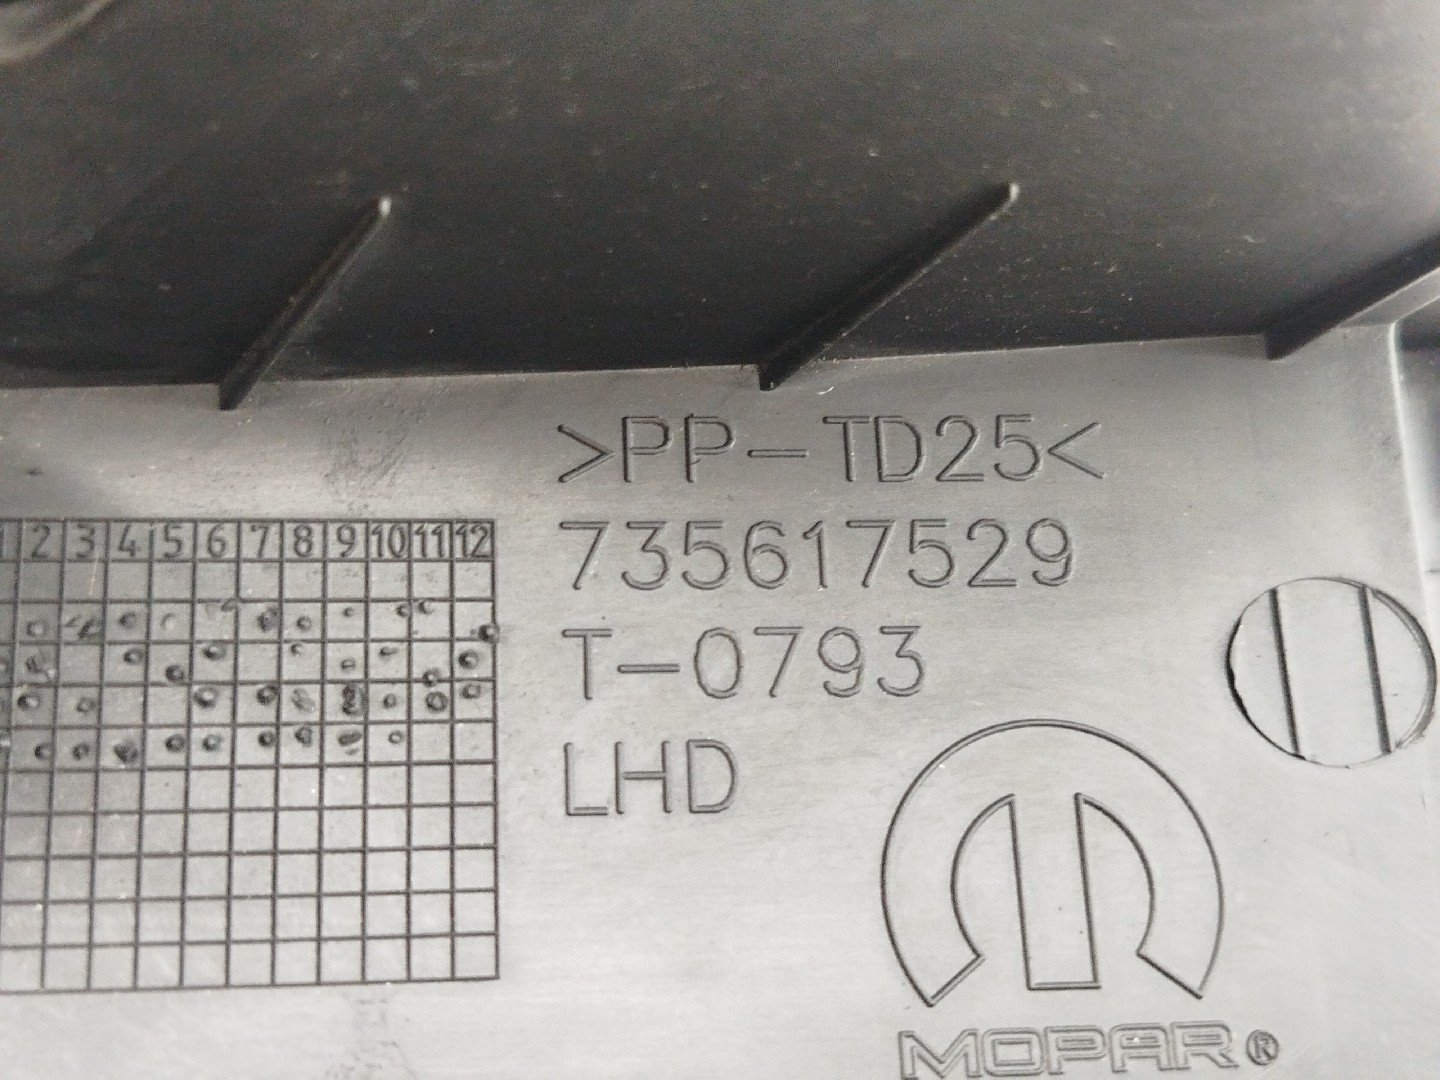 >PP-TD25<
735617529
T-0793
LHD
1 2 3 4 5 6 7 8 9 10 11 12
MOPAR®